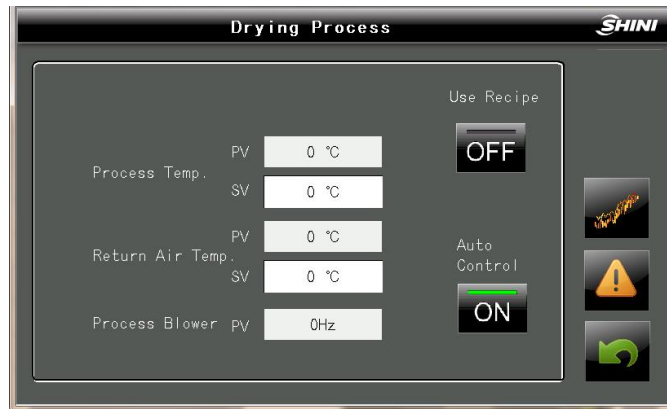 Drying Process
SHINI
Use Recipe
OFF
Process Temp.
PV 0 °C
SV 0 °C
Return Air Temp.
PV 0 °C
SV 0 °C
Auto
Control
ON
Process Blower PV 0Hz